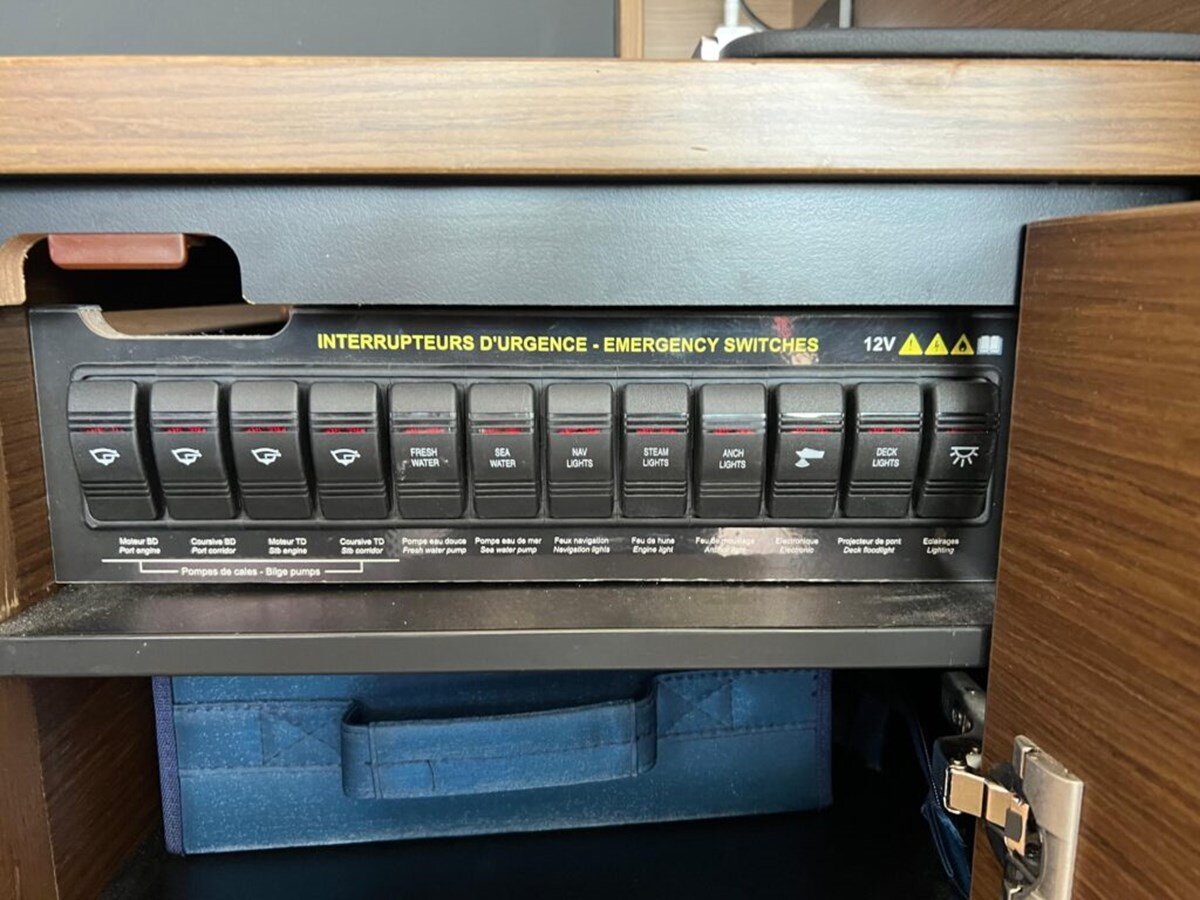 INTERRUPTEURS D'URGENCE - EMERGENCY SWITCHES 12V
FRESH
WATER
SEA
WATER
NAV
LIGHTS
STEAM
LIGHTS
ANCH
LIGHTS
DECK
LIGHTS
Moteur BD
Port engine
Coursive BD
Port corridor
Moteur TD
Stb engine
Coursive TD
Stb corridor
Pompe eau douce
Fresh water pump
Pompe eau de mer
Sea water pump
Feux navigation
Navigation lights
Feu de hune
Engine light
Feu de mouillage
Electronique
Electronic
Projecteur de pont
Deck floodlight
Eclairages
Lighting
Pompes de cales - Bilge pumps